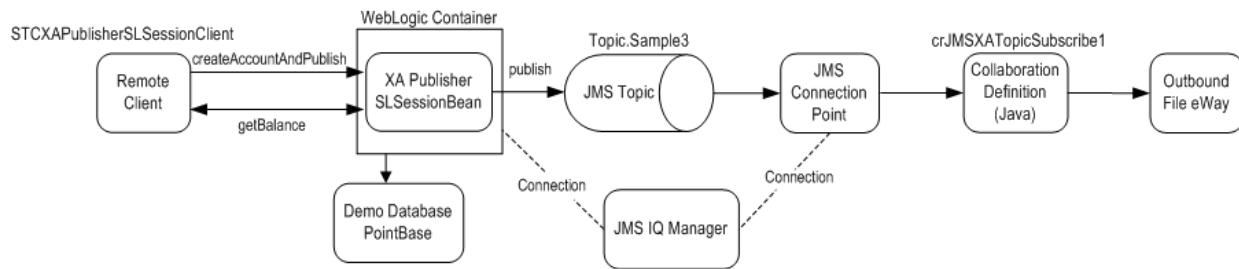 WebLogic Container
STCXAPublisherSLSessionClient
Topic.Sample3
crJMSXATopicSubscribe1
createAccountAndPublish
publish
Remote
Client
XA Publisher
SLSessionBean
JMS Topic
JMS
Connection
Point
Collaboration
Definition
(Java)
Outbound
File eWay
getBalance
Connection
Connection
Demo Database
PointBase
JMS IQ Manager